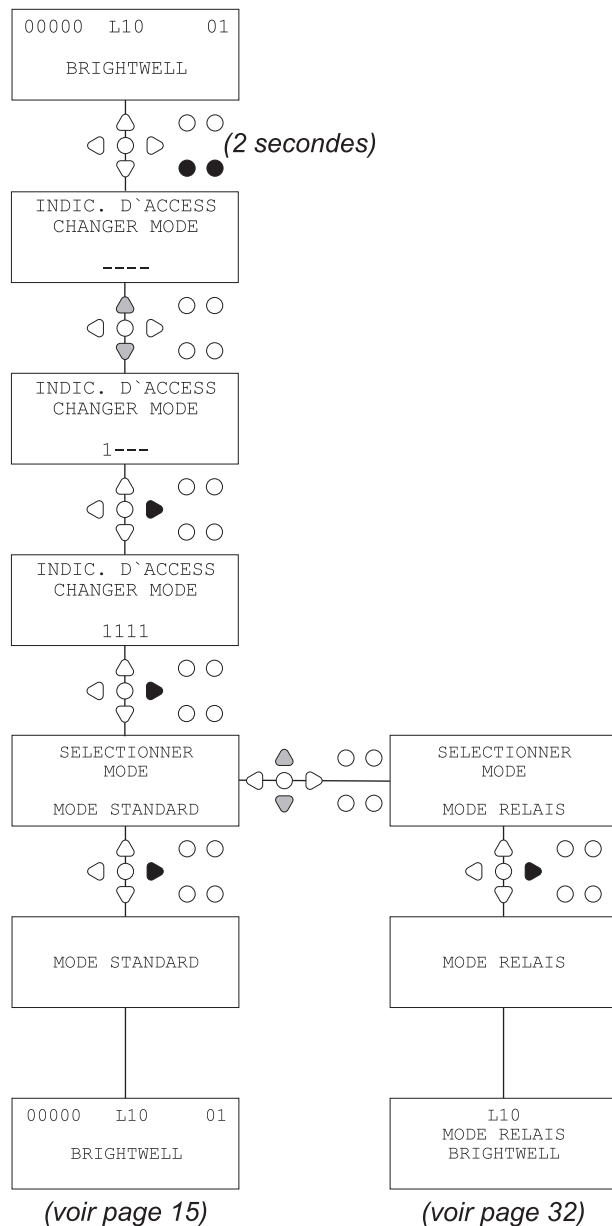 00000 L10 01
BRIGHTWELL
(2 secondes)
INDIC. D`ACCESS
CHANGER MODE
----
INDIC. D`ACCESS
CHANGER MODE
1---
INDIC. D`ACCESS
CHANGER MODE
1111
SELECTIONNER
MODE
MODE STANDARD
SELECTIONNER
MODE
MODE RELAIS
MODE STANDARD
MODE RELAIS
00000 L10 01
BRIGHTWELL
L10
MODE RELAIS
BRIGHTWELL
(voir page 15)
(voir page 32)